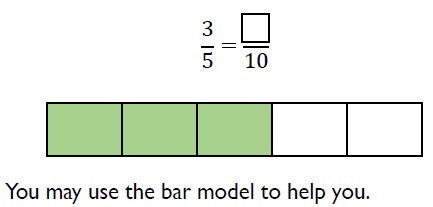 3/5 = □/10
You may use the bar model to help you.